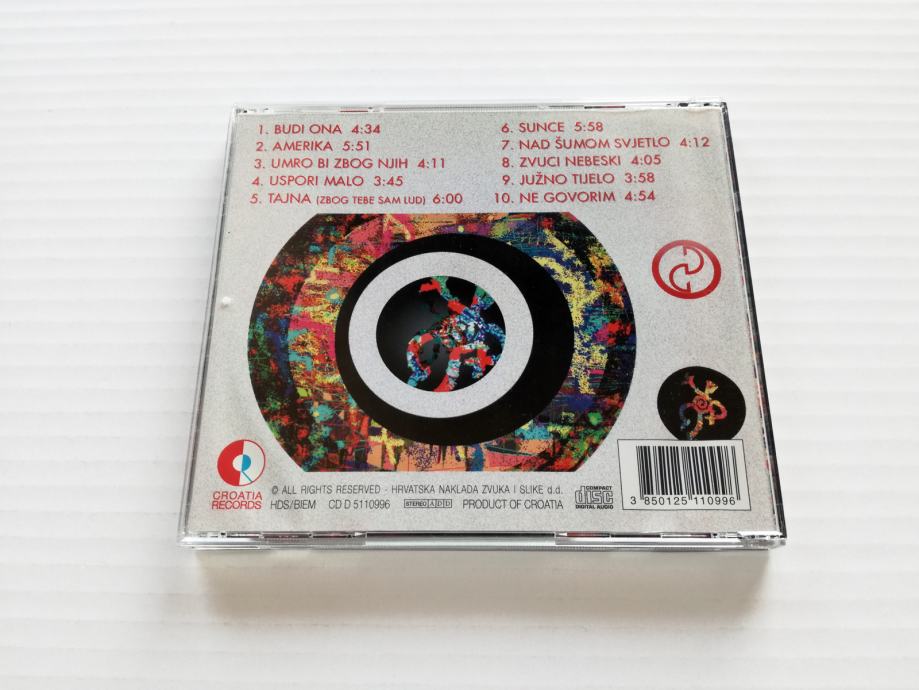 1. BUDI ONA 4:34
2. AMERIKA 5:51
3. UMRO BI ZBOG NJIH 4:11
4. USPORI MALO 3:45
5. TAJNA (ZBOG TEBE SAM LUD) 6:00
6. SUNCE 5:58
7. NAD ŠUMOM SVJETLO 4:12
8. ZVUCI NEBESKI 4:05
9. JUŽNO TIJELO 3:58
10. NE GOVORIM 4:54
CROATIA
RECORDS
© ALL RIGHTS RESERVED - HRVATSKA NAKLADA ZVUKA I SLIKE d.d.
HDS/BIEM CD D 5110996 STEREO A D D PRODUCT OF CROATIA
COMPACT
disc
DIGITAL AUDIO
3 850125 110996